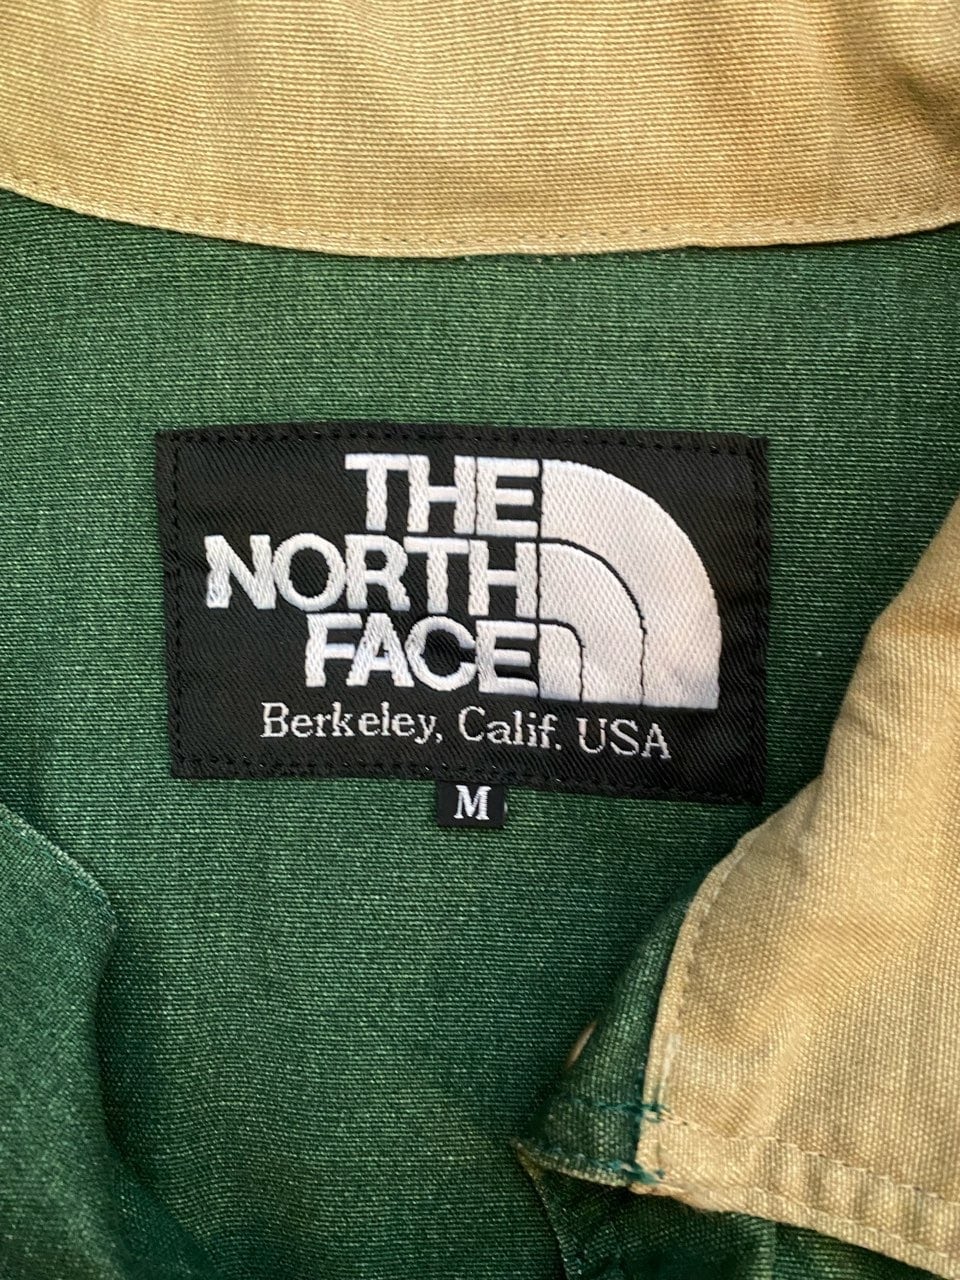 THE
NORTH
FACE
Berkeley, Calif. USA
M